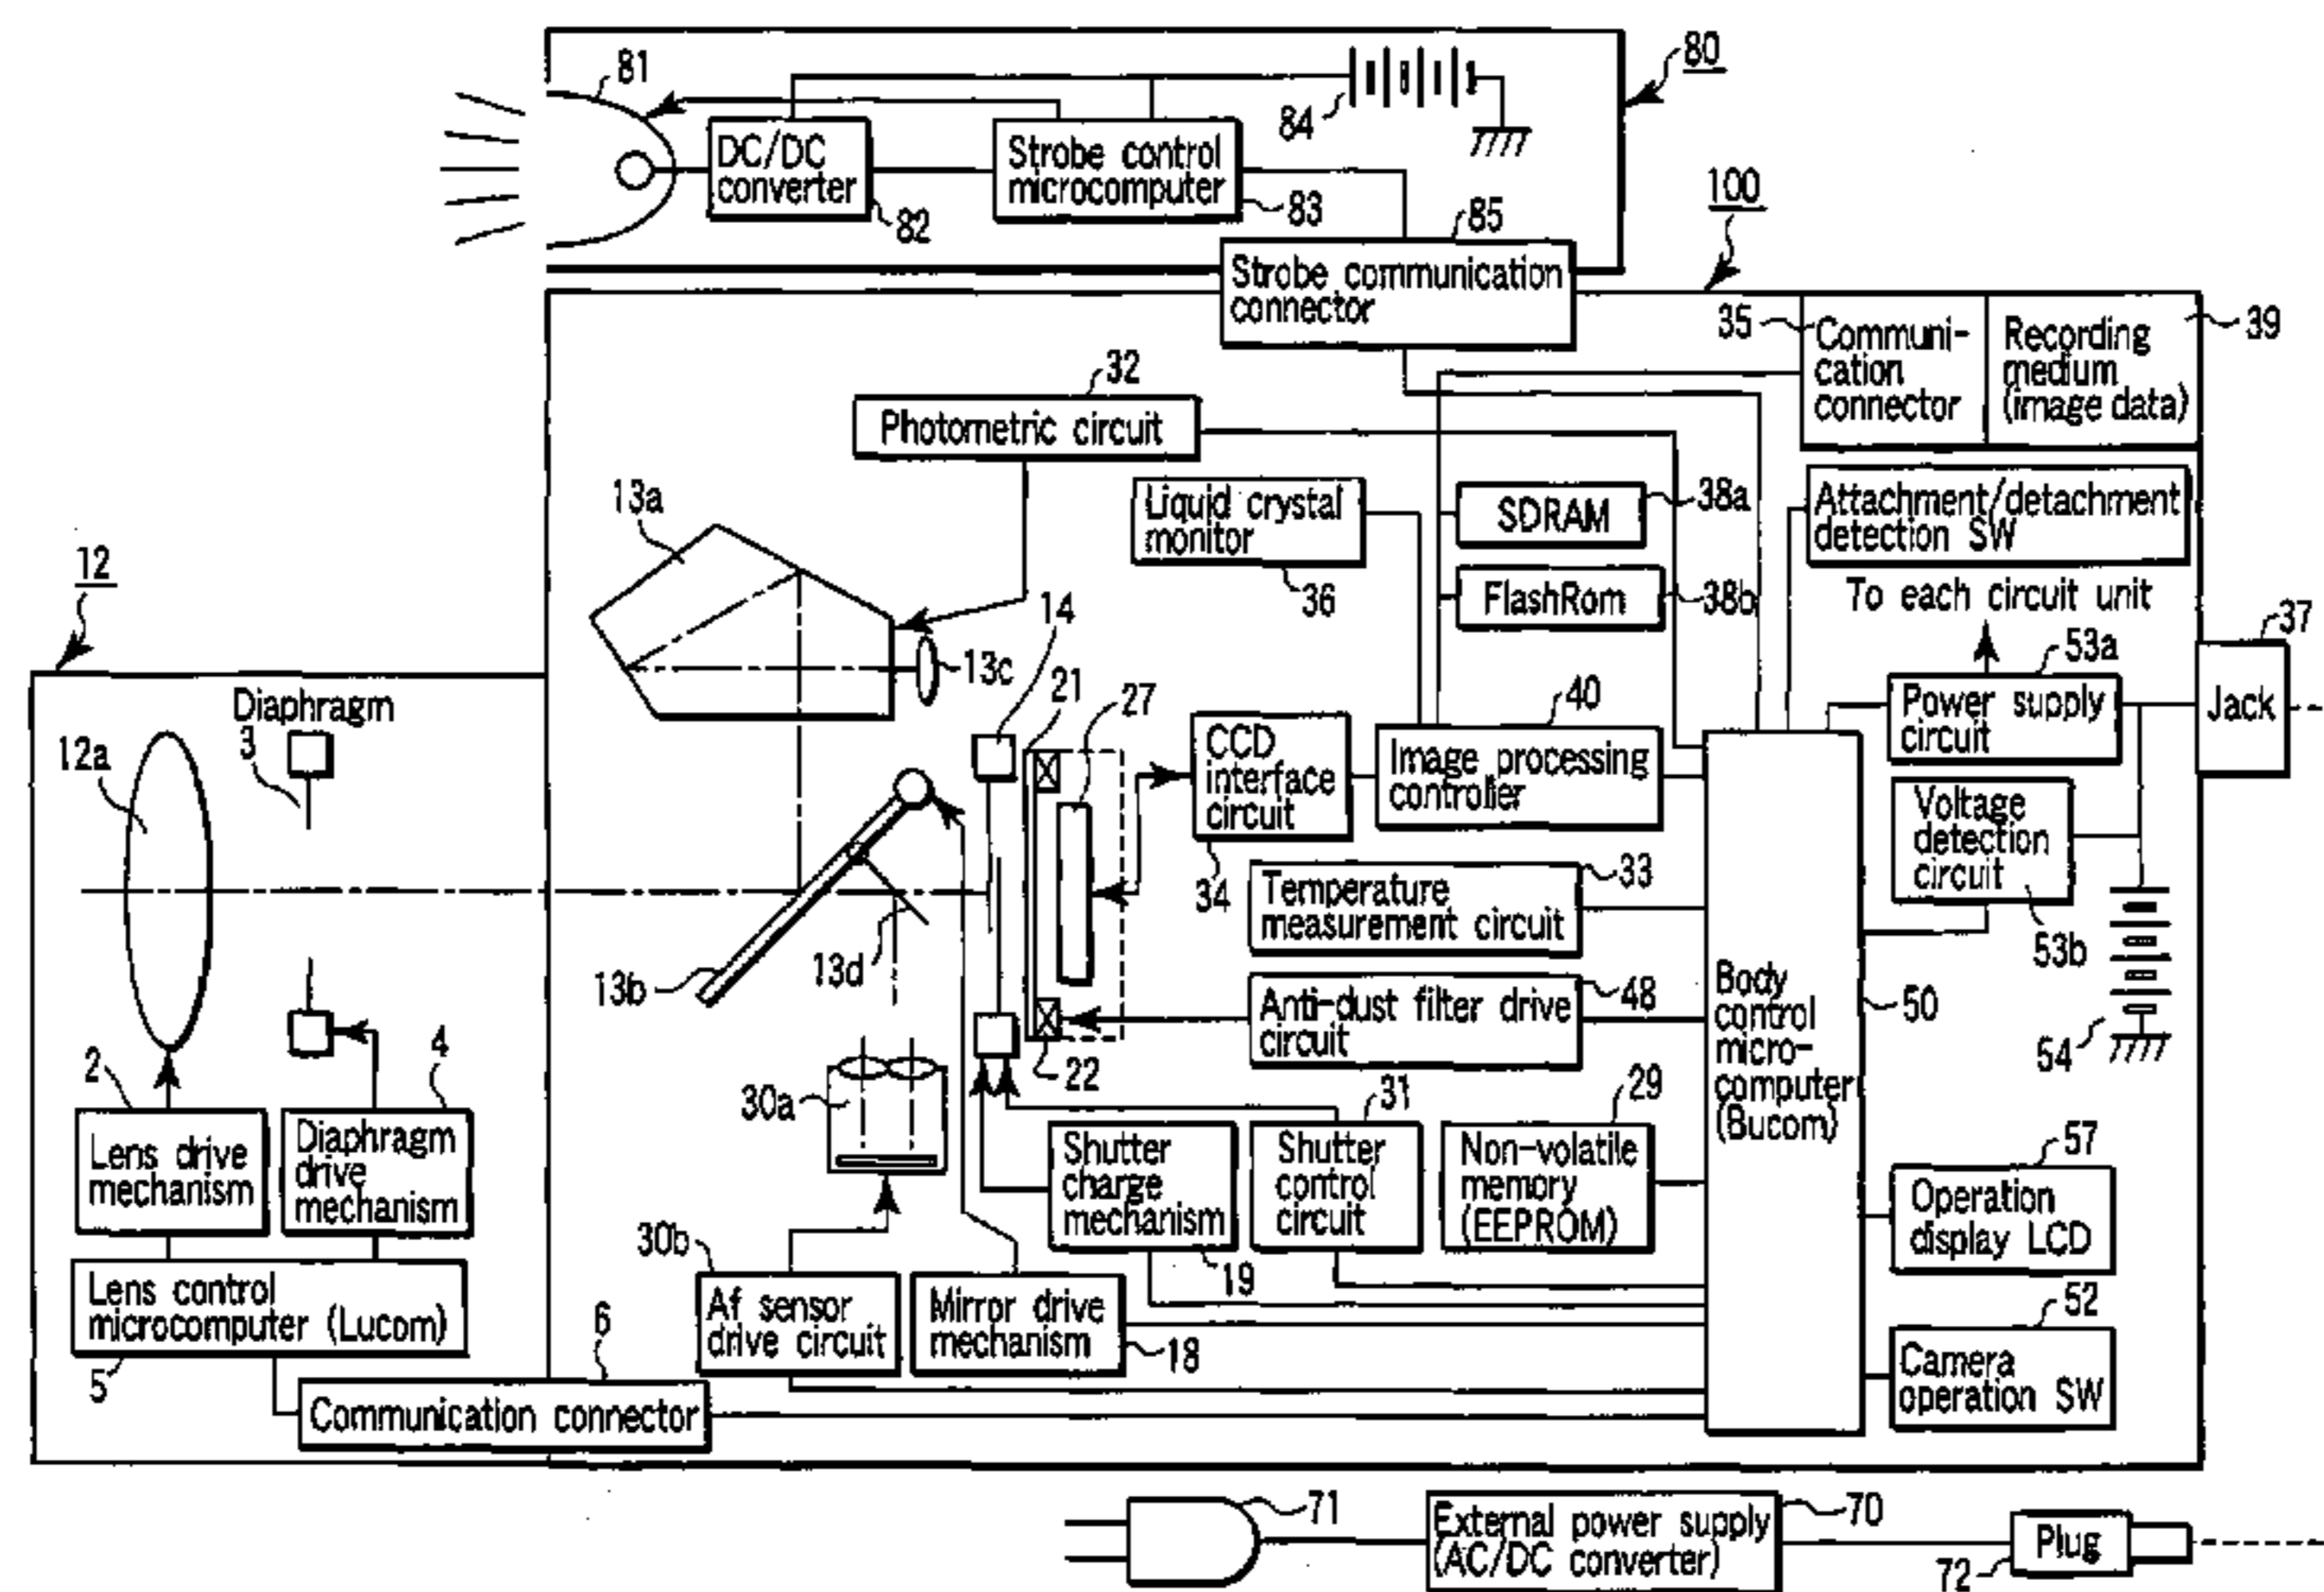 80
81
84
DC/DC
converter
82
Strobe control
microcomputer
83
85
100
Strobe communication
connector
35
Communi-
cation
connector
Recording
medium
(image data)
39
32
Photometric circuit
13a
Liquid crystal
monitor
36
SDRAM
38a
FlashRom
38b
Attachment/detachment
detection SW
To each circuit unit
37
Jack
53a
Power supply
circuit
12
14
13c
21
27
40
Diaphragm
3
12a
CCD
interface
circuit
34
Image processing
controller
Voltage
detection
circuit
53b
33
Temperature
measurement circuit
13b
13d
48
Anti-dust filter drive
circuit
22
Body
control
micro-
computer
(Bucom)
50
54
2
4
30a
31
29
Lens drive
mechanism
Diaphragm
drive
mechanism
Shutter
charge
mechanism
19
Shutter
control
circuit
Non-volatile
memory
(EEPROM)
57
Operation
display LCD
30b
Lens control
microcomputer (Lucom)
5
6
Af sensor
drive circuit
Mirror drive
mechanism
18
52
Camera
operation SW
Communication connector
71
External power supply
(AC/DC converter)
70
Plug
72